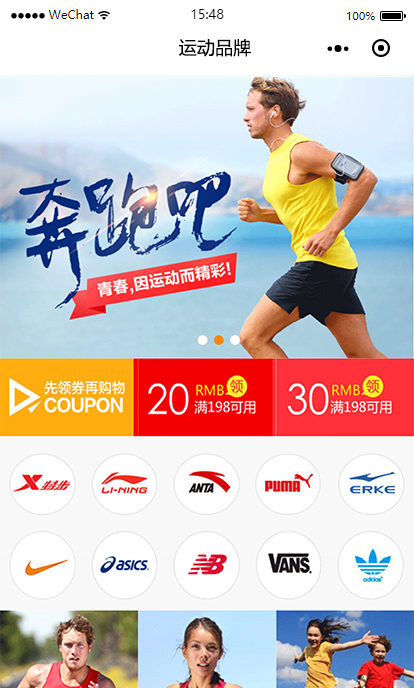 WeChat
15:48
100%
运动品牌
奔跑吧
青春,因运动而精彩!
先领券再购物
COUPON
20 RMB 领
满198可用
30 RMB 领
满198可用
X特步
LI-NING
ANTA
PUMA
ERKE
asics.
NB
VANS
adidas